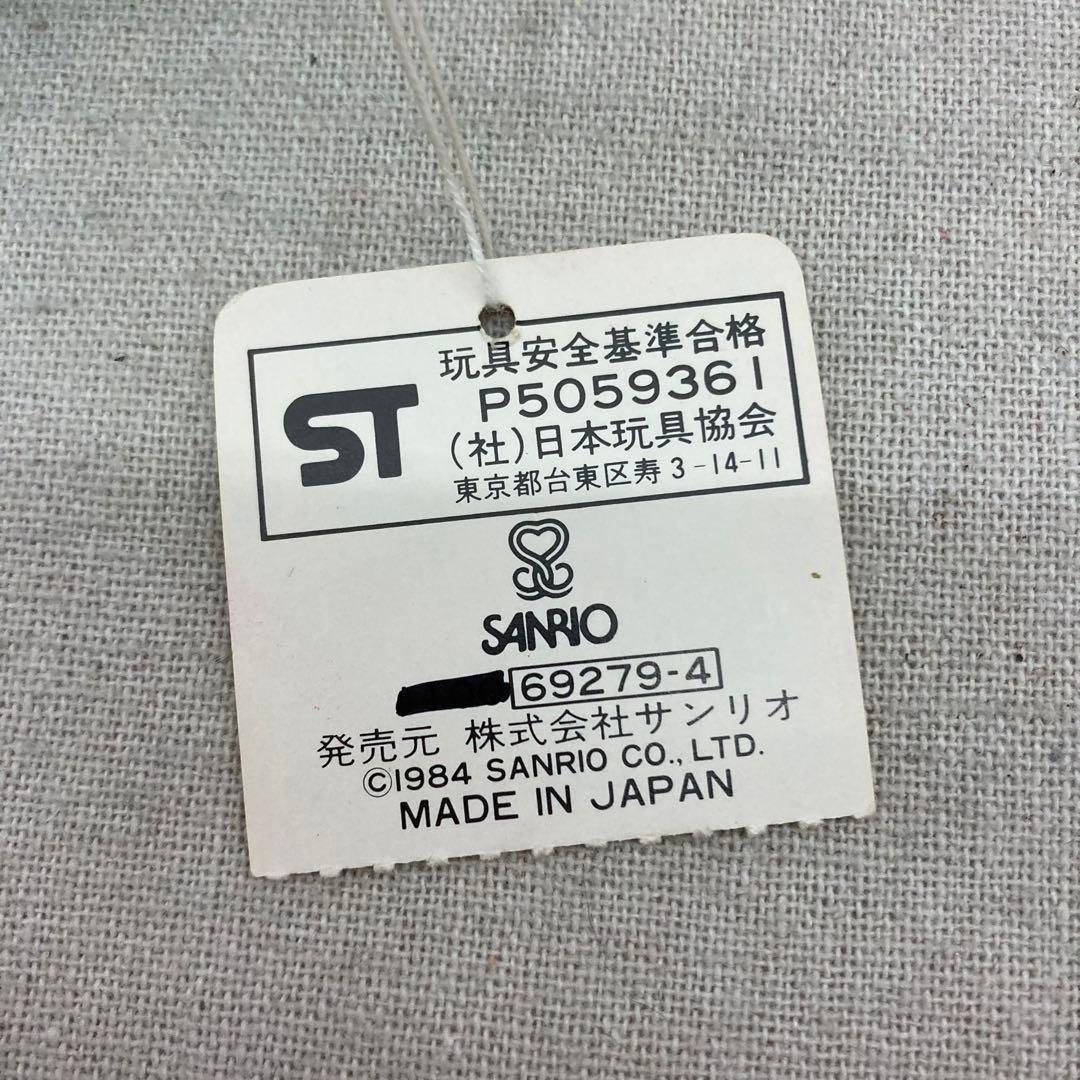 玩具安全基準合格
ST
P5059361
(社)日本玩具協会
東京都台東区寿3-14-11
SANRIO
69279-4
発売元 株式会社サンリオ
©1984 SANRIO CO., LTD.
MADE IN JAPAN